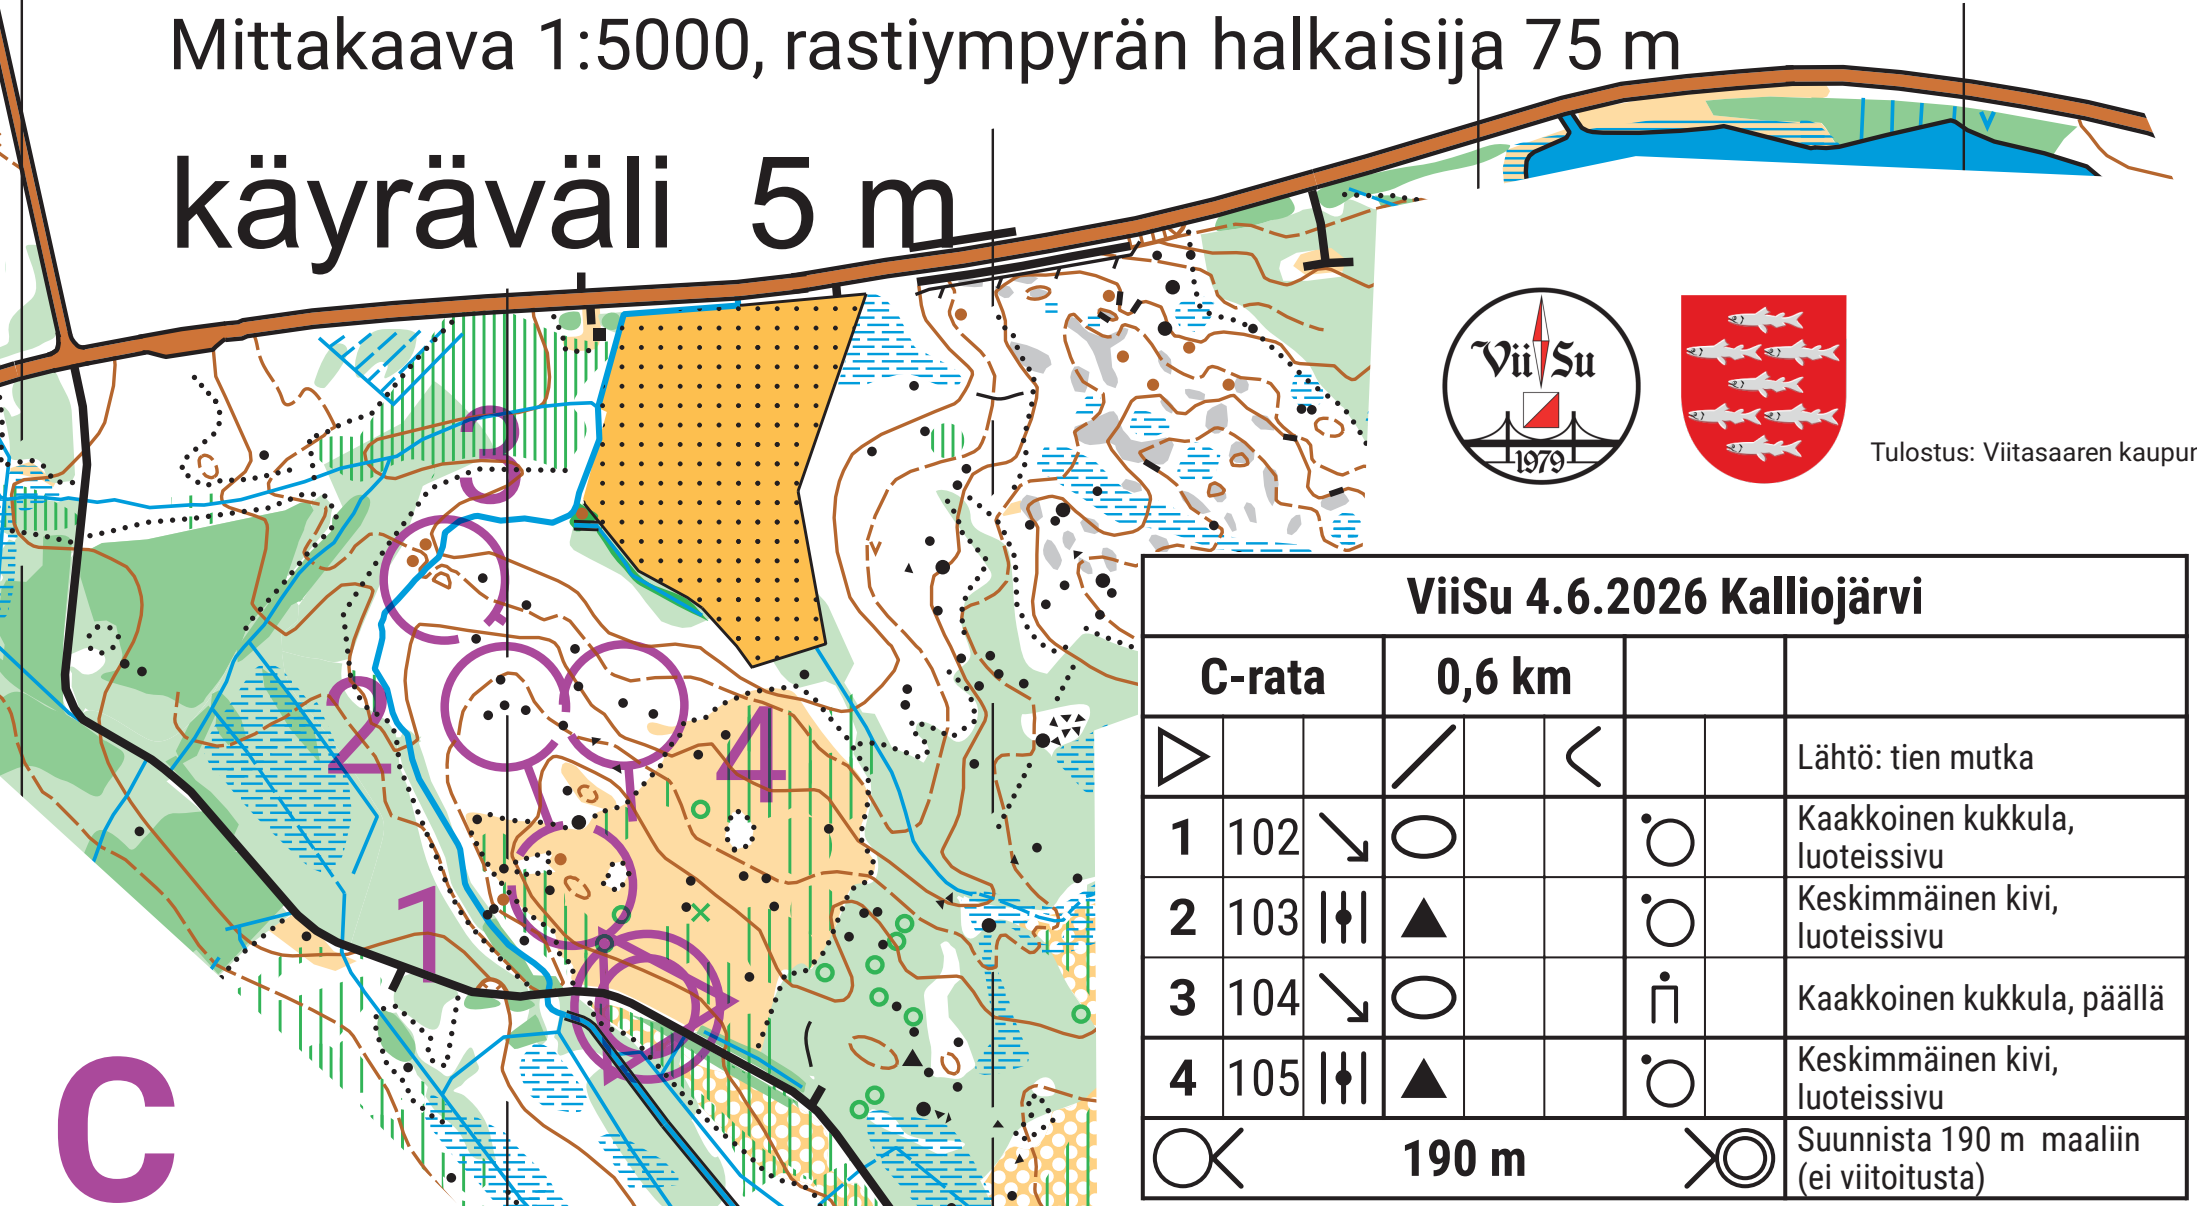 Mittakaava 1:5000, rastiympyrän halkaisija 75 m
käyräväli 5 m
Vii Su
1979
Tulostus: Viitasaaren kaupun
3
2
4
1
C
ViiSu 4.6.2026 Kalliojärvi
C-rata 0,6 km
Lähtö: tien mutka
1 102 Kaakkoinen kukkula,
luoteissivu
2 103 Keskimmäinen kivi,
luoteissivu
3 104 Kaakkoinen kukkula, päällä
4 105 Keskimmäinen kivi,
luoteissivu
190 m Suunnista 190 m maaliin
(ei viitoitusta)